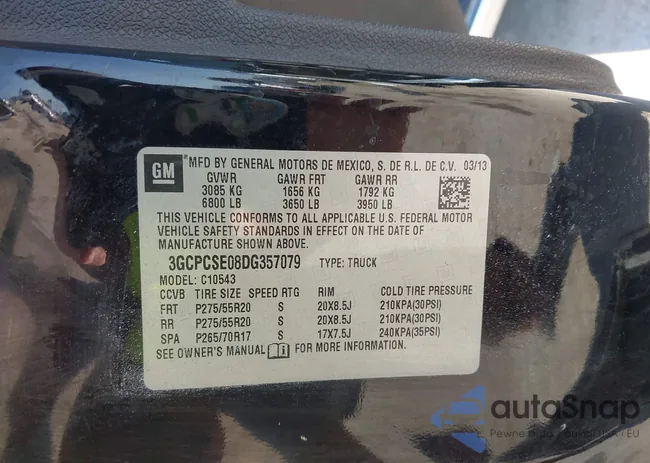 GM
MFD BY GENERAL MOTORS DE MEXICO, S. DE R.L. DE C.V. 03/13
GVWR GAWR FRT GAWR RR
3085 KG 1656 KG 1792 KG
6800 LB 3650 LB 3950 LB
THIS VEHICLE CONFORMS TO ALL APPLICABLE U.S. FEDERAL MOTOR
VEHICLE SAFETY STANDARDS IN EFFECT ON THE DATE OF
MANUFACTURE SHOWN ABOVE.
3GCPCSE08DG357079 TYPE: TRUCK
MODEL: C10543
CCVB TIRE SIZE SPEED RTG RIM COLD TIRE PRESSURE
FRT P275/55R20 S 20X8.5J 210KPA(30PSI)
RR P275/55R20 S 20X8.5J 210KPA(30PSI)
SPA P265/70R17 S 17X7.5J 240KPA(35PSI)
SEE OWNER'S MANUAL FOR MORE INFORMATION.
autoSnap
Pewne Auta EU